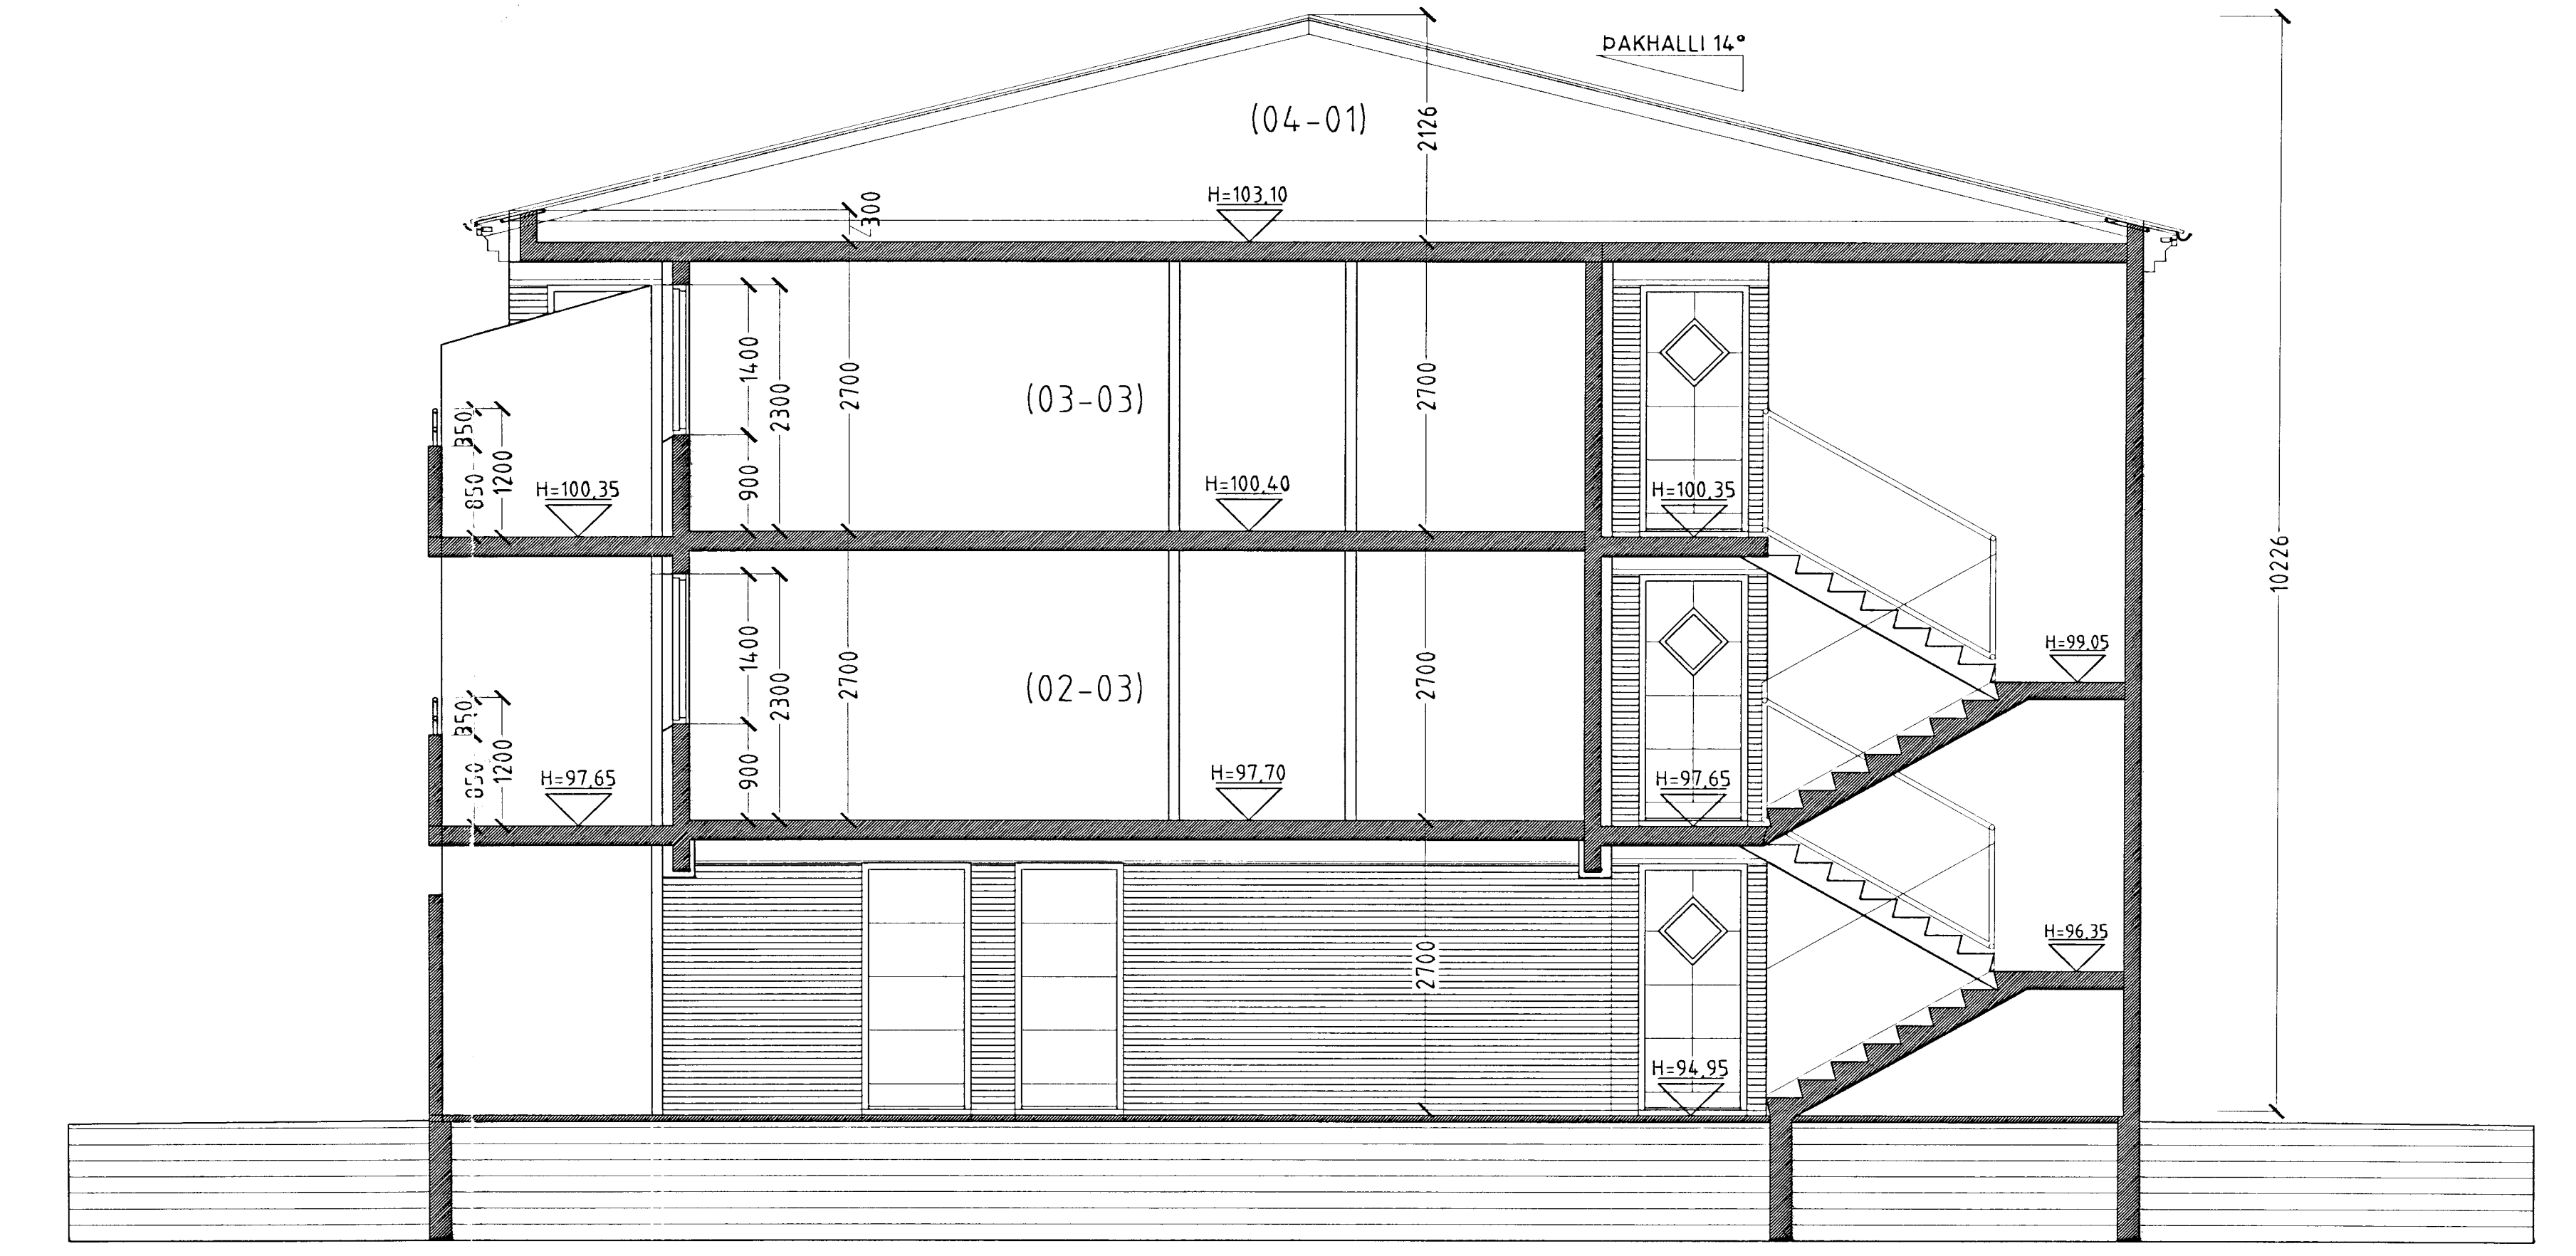 ÞAKHALLI 14°
(04-01)
2126
H=103,10
300
1400
2300
2700
(03-03)
2700
350
850
1200
900
H=100,35
H=100,40
H=100,35
10226
1400
2300
2700
(02-03)
2700
H=99,05
350
850
1200
900
H=97,65
H=97,70
H=97,65
2700
H=96,35
H=94,95